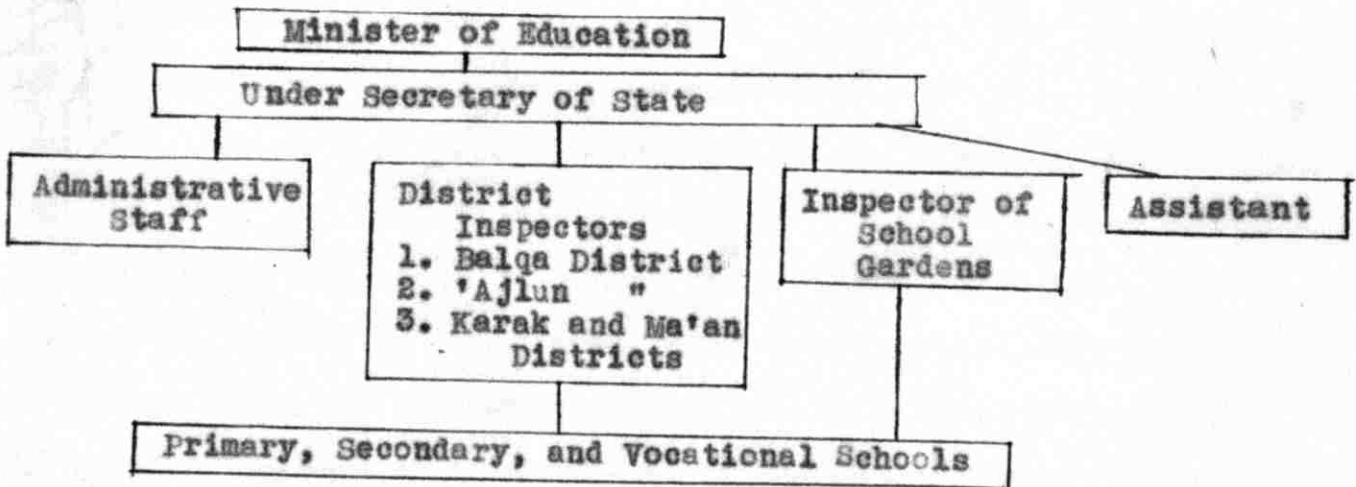 Minister of Education
Under Secretary of State
Administrative
Staff
District
Inspectors
1. Balqa District
2. 'Ajlun "
3. Karak and Ma'an
Districts
Inspector of
School
Gardens
Assistant
Primary, Secondary, and Vocational Schools